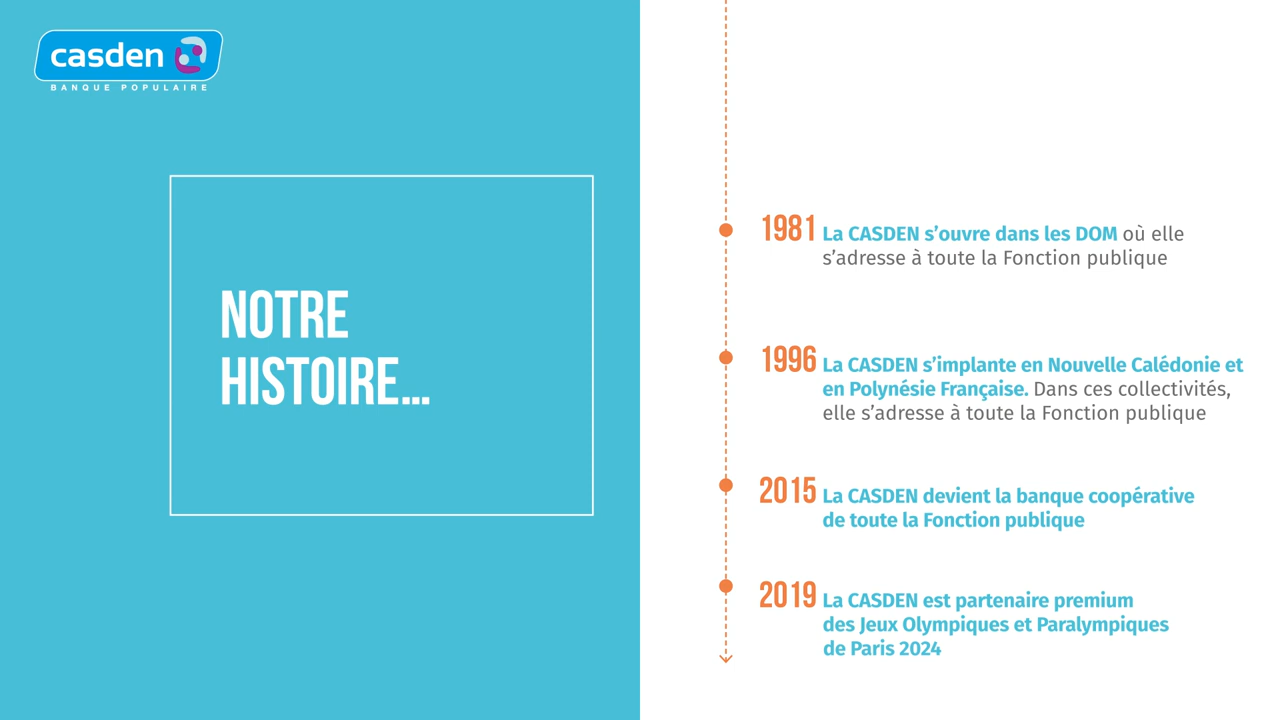 casden
BANQUE POPULAIRE
NOTRE
HISTOIRE...
1981 La CASDEN s’ouvre dans les DOM où elle
s’adresse à toute la Fonction publique
1996 La CASDEN s’implante en Nouvelle Calédonie et
en Polynésie Française. Dans ces collectivités,
elle s’adresse à toute la Fonction publique
2015 La CASDEN devient la banque coopérative
de toute la Fonction publique
2019 La CASDEN est partenaire premium
des Jeux Olympiques et Paralympiques
de Paris 2024